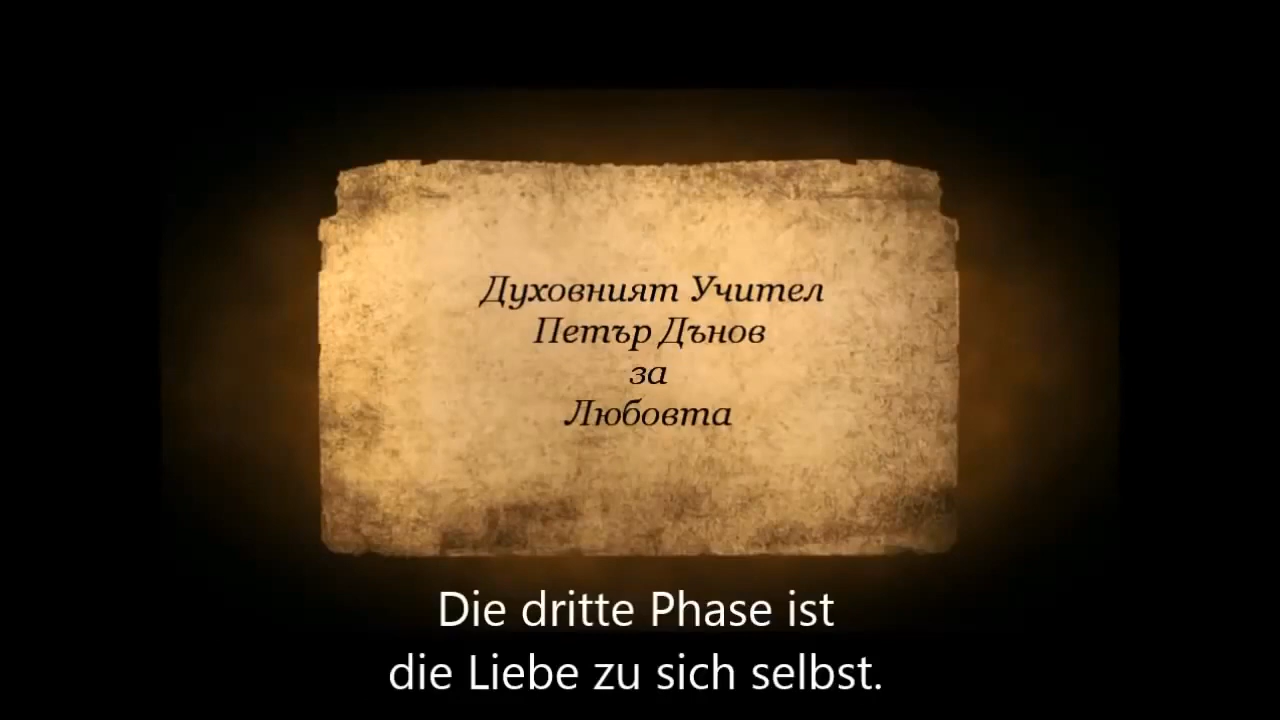 Духовният Учител
Петър Дънов
за
Любовта
Die dritte Phase ist
die Liebe zu sich selbst.